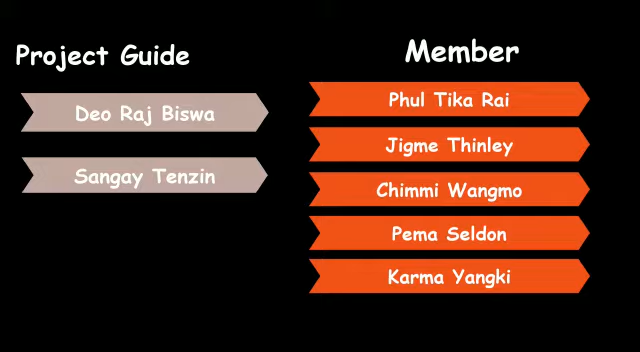 Project Guide
Deo Raj Biswa
Sangay Tenzin
Member
Phul Tika Rai
Jigme Thinley
Chimmi Wangmo
Pema Seldon
Karma Yangki